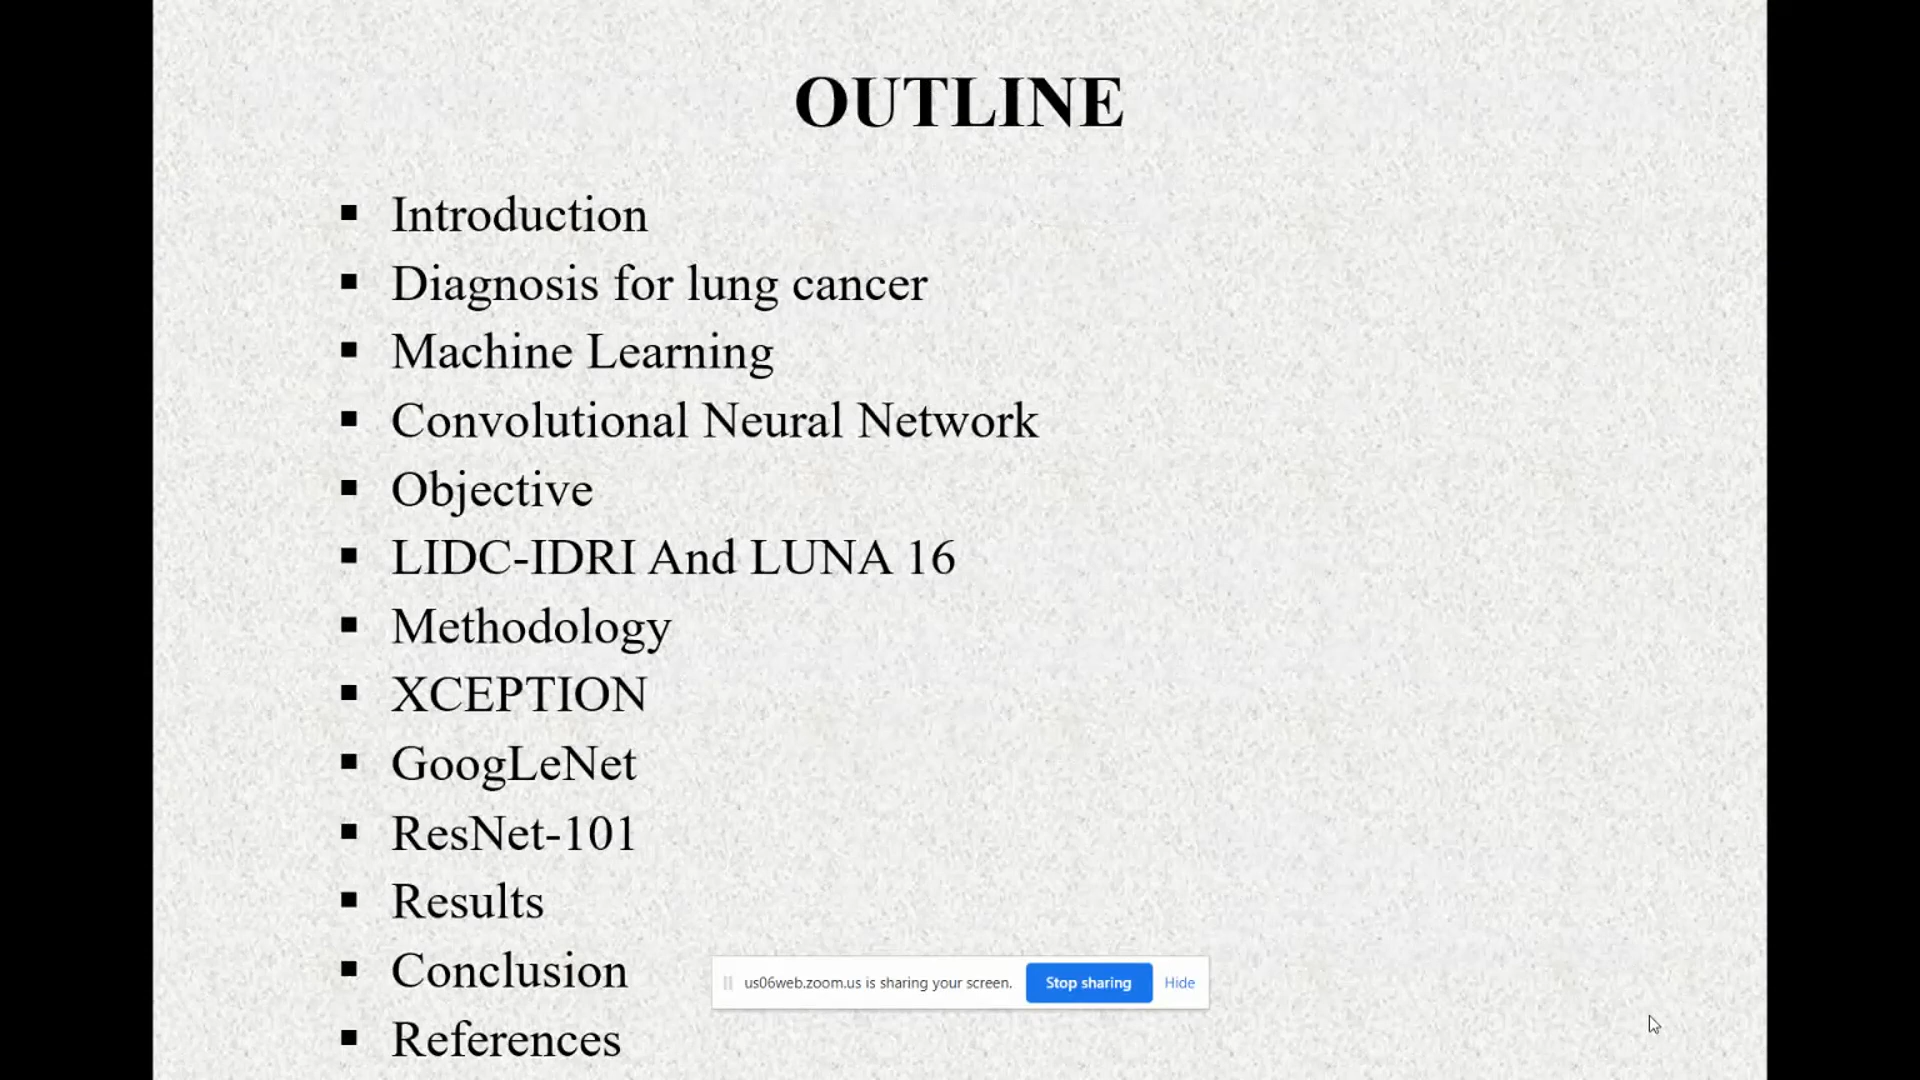 OUTLINE
▪ Introduction
▪ Diagnosis for lung cancer
▪ Machine Learning
▪ Convolutional Neural Network
▪ Objective
▪ LIDC-IDRI And LUNA 16
▪ Methodology
▪ XCEPTION
▪ GoogLeNet
▪ ResNet-101
▪ Results
▪ Conclusion
us06web.zoom.us is sharing your screen. Stop sharing Hide
▪ References